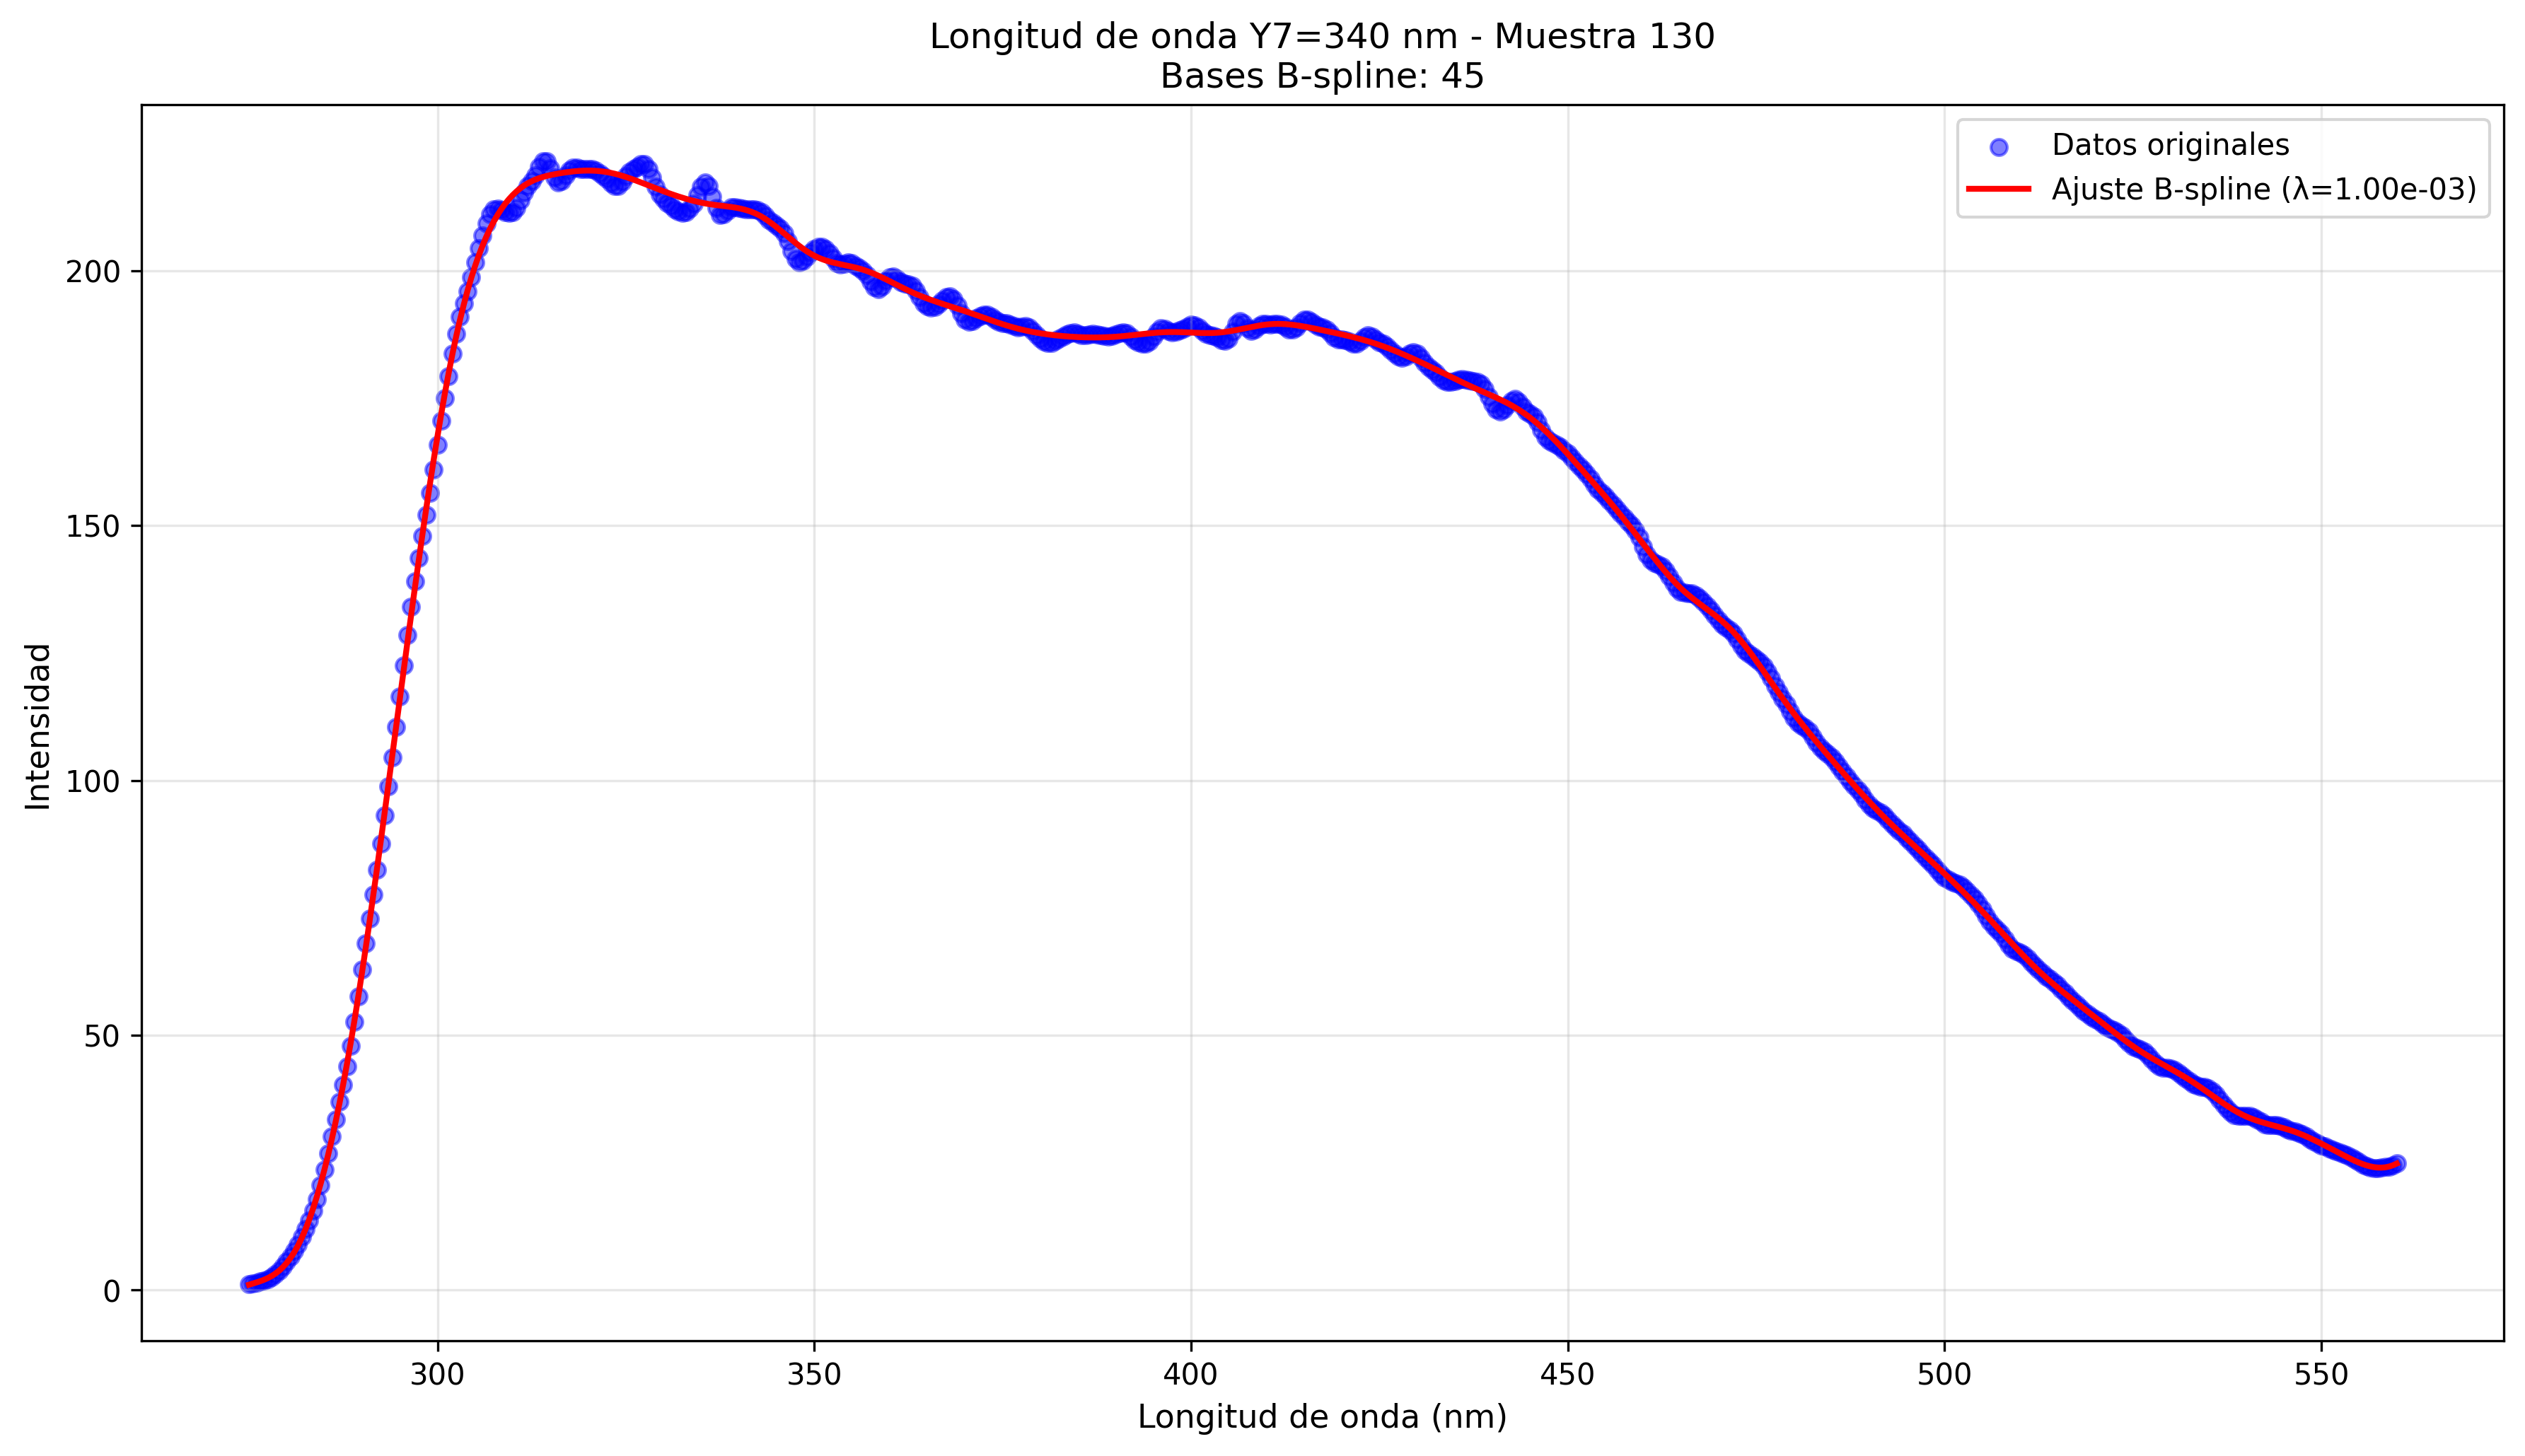 Longitud de onda Y7=340 nm - Muestra 130
Bases B-spline: 45
Datos originales
Ajuste B-spline (λ=1.00e-03)
Intensidad
200
150
100
50
0
300 350 400 450 500 550
Longitud de onda (nm)